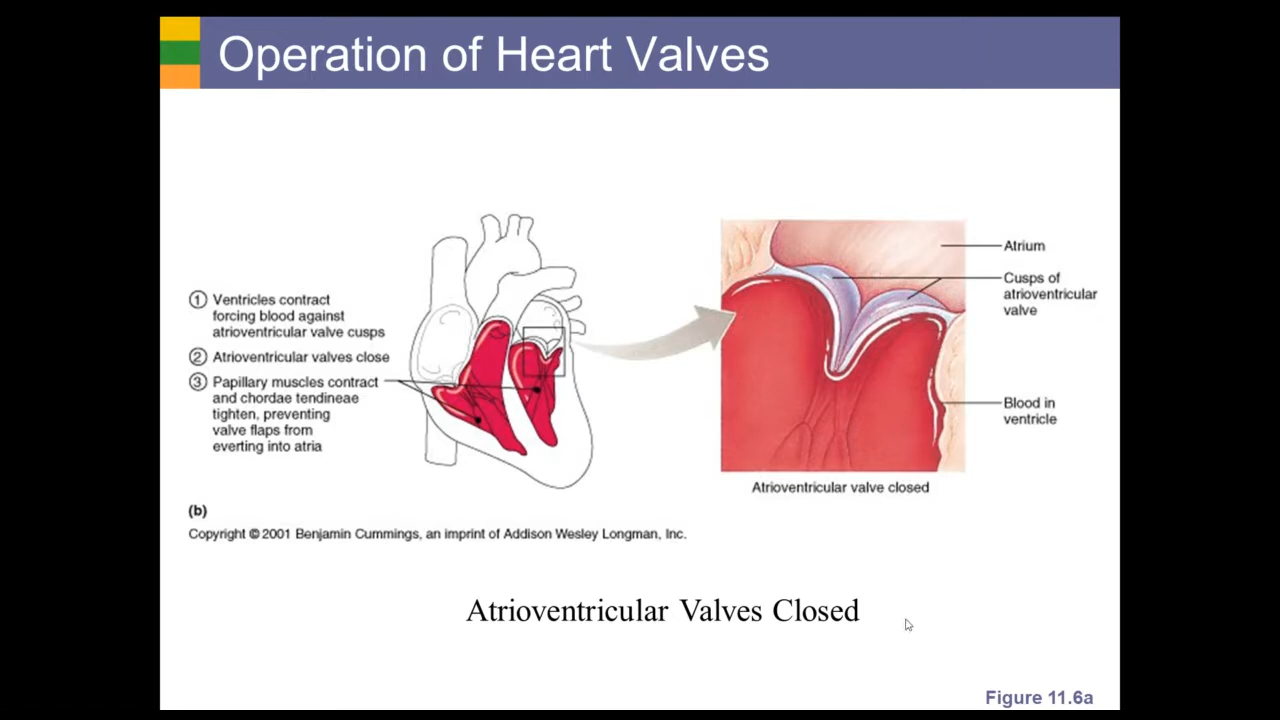 Operation of Heart Valves
① Ventricles contract
forcing blood against
atrioventricular valve cusps
② Atrioventricular valves close
③ Papillary muscles contract
and chordae tendineae
tighten, preventing
valve flaps from
everting into atria
Atrium
Cusps of
atrioventricular
valve
Blood in
ventricle
Atrioventricular valve closed
(b)
Copyright © 2001 Benjamin Cummings, an imprint of Addison Wesley Longman, Inc.
Atrioventricular Valves Closed
Figure 11.6a